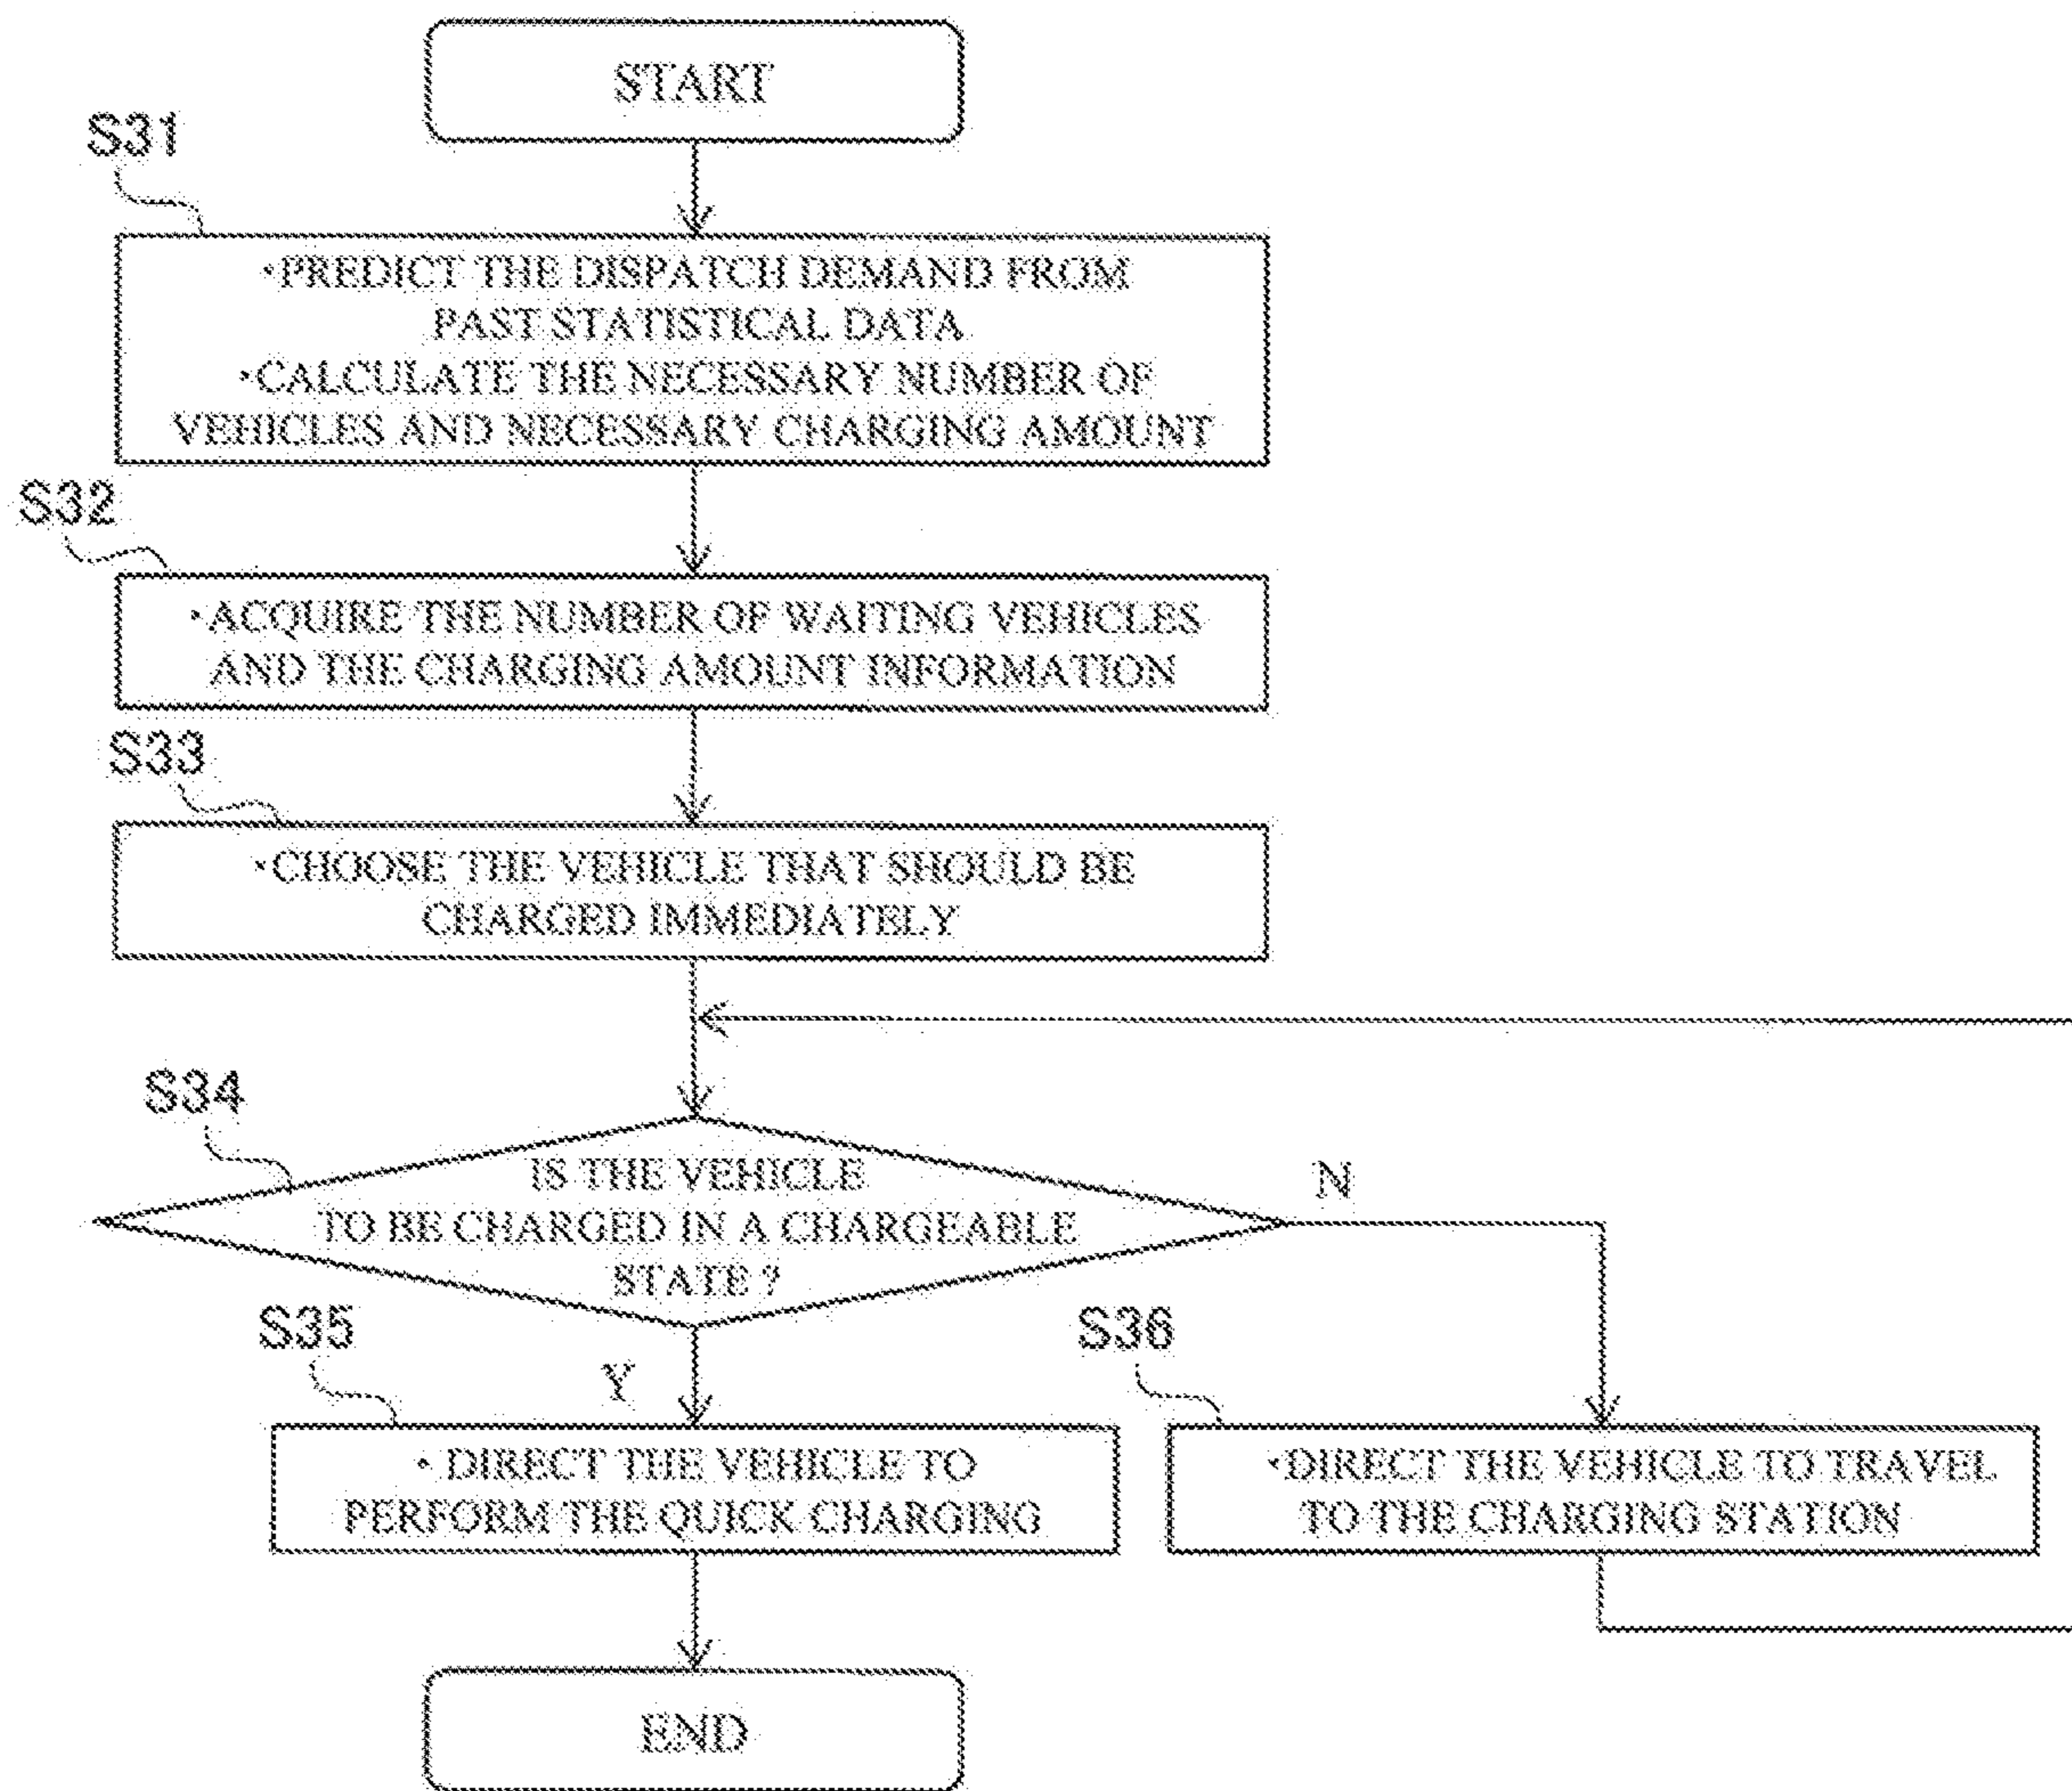 START
S31
・PREDICT THE DISPATCH DEMAND FROM
PAST STATISTICAL DATA
・CALCULATE THE NECESSARY NUMBER OF
VEHICLES AND NECESSARY CHARGING AMOUNT
S32
・ACQUIRE THE NUMBER OF WAITING VEHICLES
AND THE CHARGING AMOUNT INFORMATION
S33
・CHOOSE THE VEHICLE THAT SHOULD BE
CHARGED IMMEDIATELY
S34
IS THE VEHICLE
TO BE CHARGED IN A CHARGEABLE
STATE ?
N
Y
S35
・ DIRECT THE VEHICLE TO
PERFORM THE QUICK CHARGING
S36
・DIRECT THE VEHICLE TO TRAVEL
TO THE CHARGING STATION
END